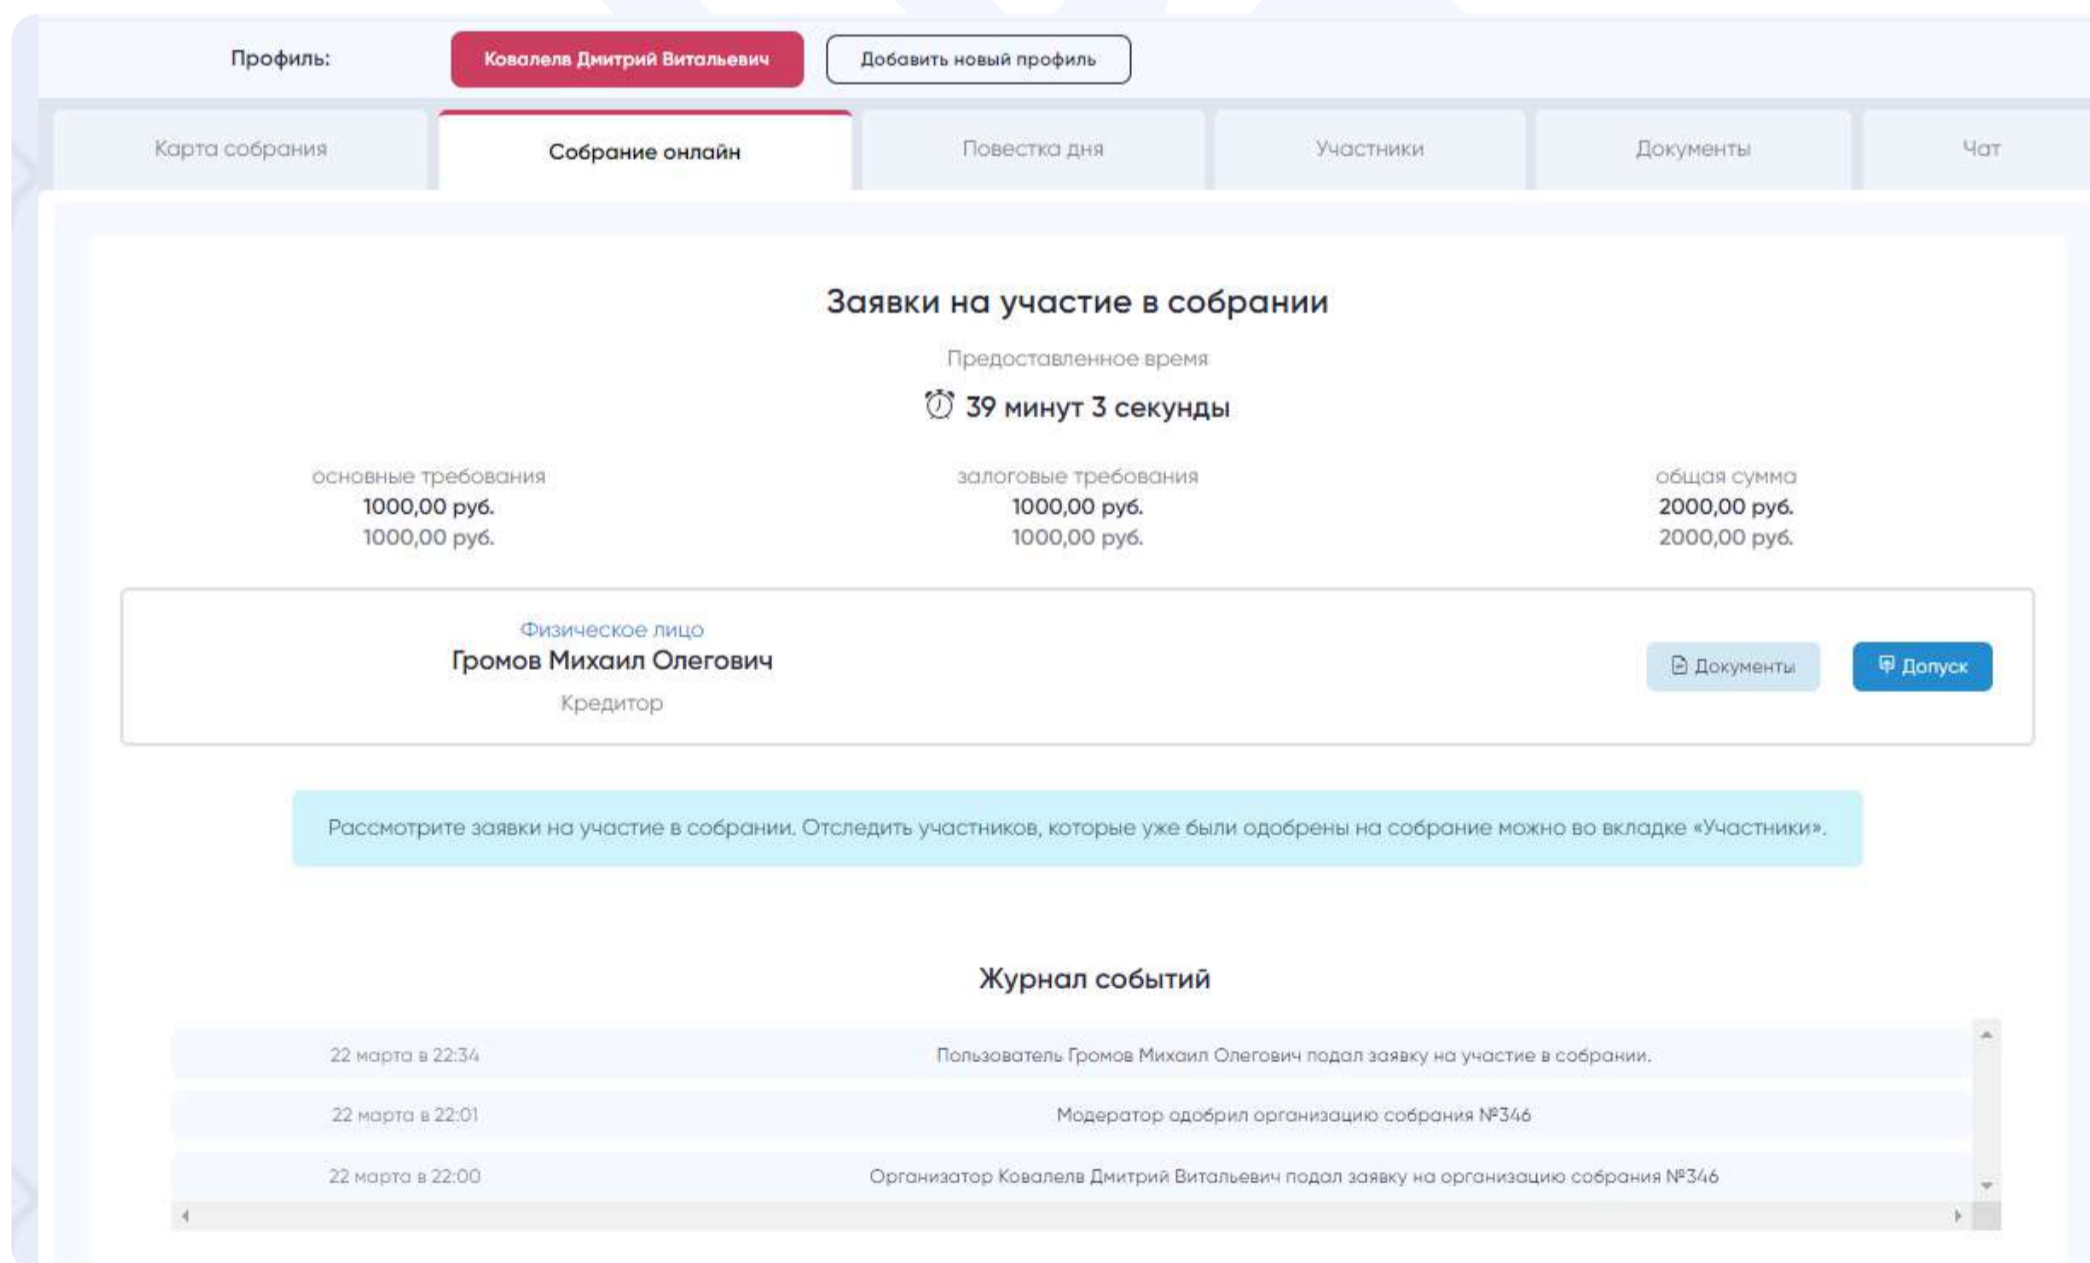 Профиль:
Ковалелв Дмитрий Витальевич
Добавить новый профиль
Карта собрания
Собрание онлайн
Повестка дня
Участники
Документы
Чат
Заявки на участие в собрании
Предоставленное время
39 минут 3 секунды
основные требования
1000,00 руб.
1000,00 руб.
залоговые требования
1000,00 руб.
1000,00 руб.
общая сумма
2000,00 руб.
2000,00 руб.
Физическое лицо
Громов Михаил Олегович
Кредитор
Документы
Допуск
Рассмотрите заявки на участие в собрании. Отследить участников, которые уже были одобрены на собрание можно во вкладке «Участники».
Журнал событий
22 марта в 22:34 Пользователь Громов Михаил Олегович подал заявку на участие в собрании.
22 марта в 22:01 Модератор одобрил организацию собрания №346
22 марта в 22:00 Организатор Ковалелв Дмитрий Витальевич подал заявку на организацию собрания №346